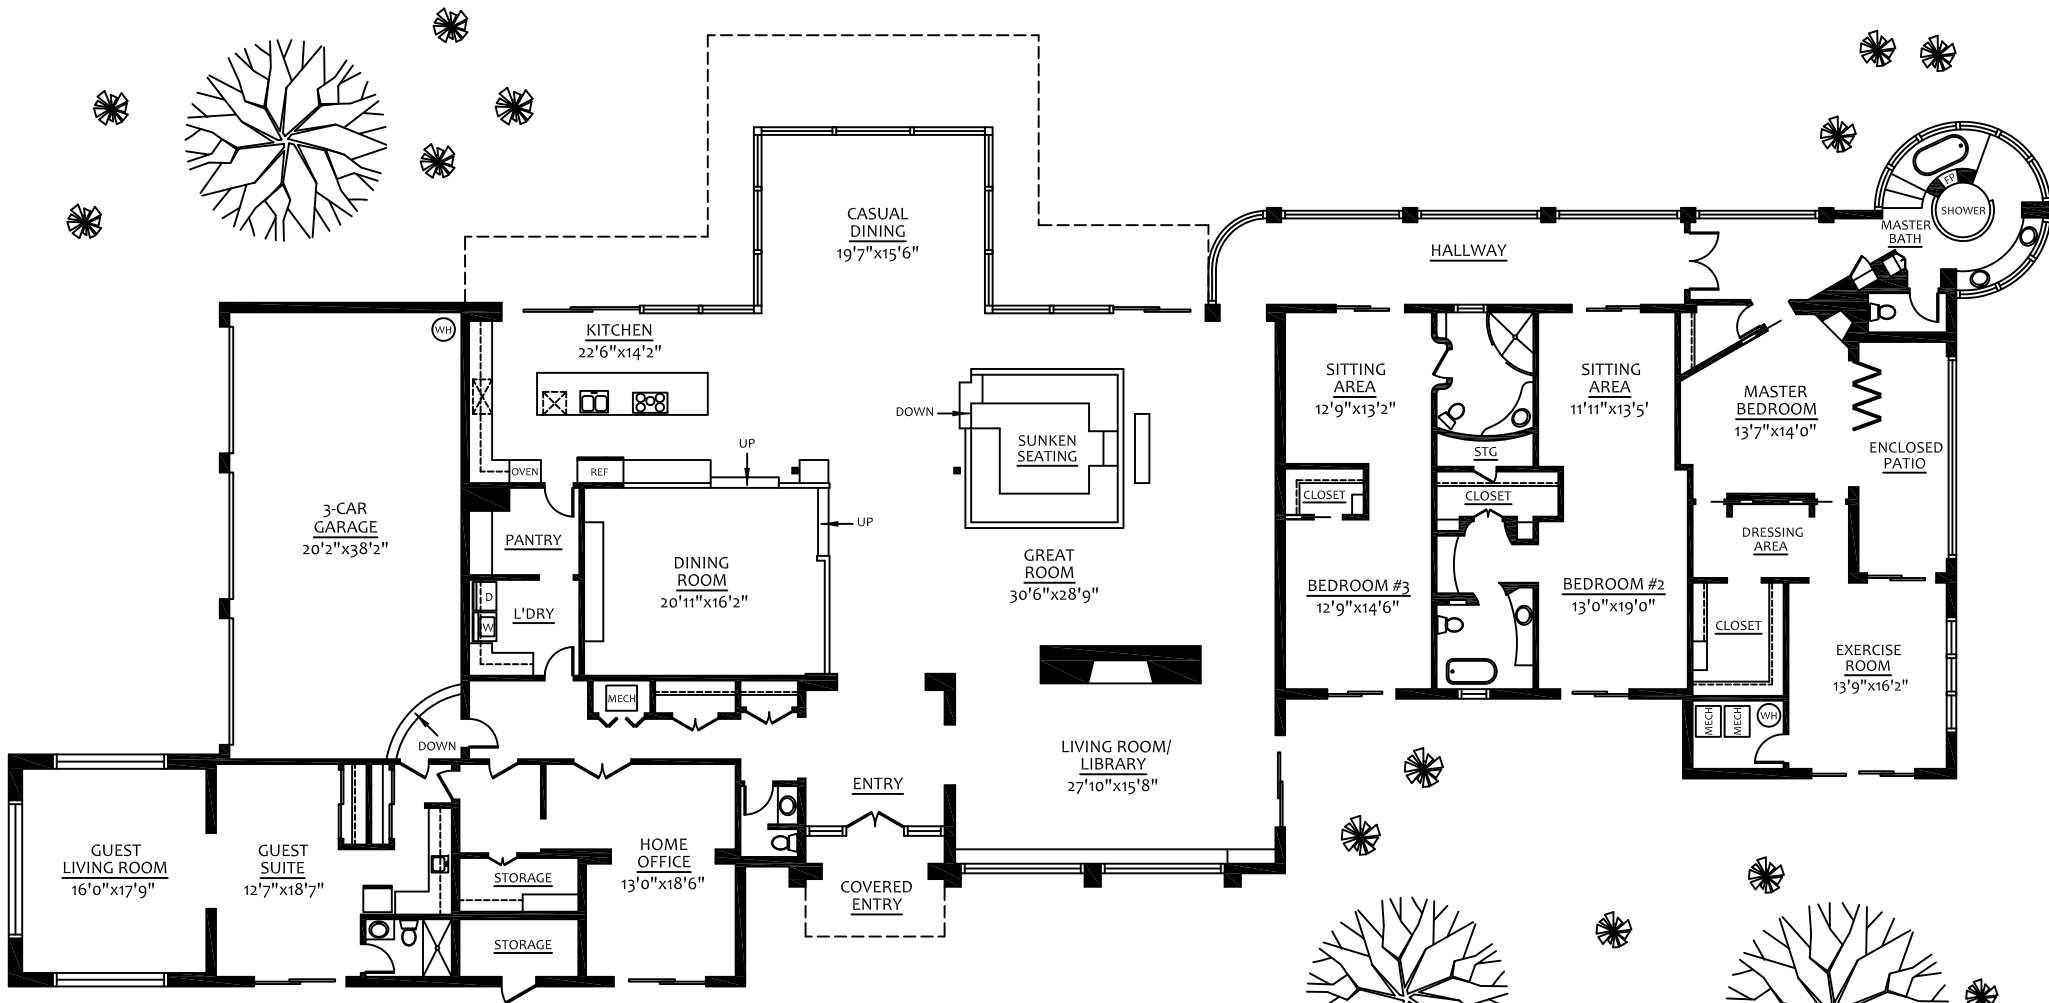 CASUAL
DINING
19'7"x15'6"
HALLWAY
FP
SHOWER
MASTER
BATH
WH
KITCHEN
22'6"x14'2"
OVEN
REF
UP
UP
DOWN
SUNKEN
SEATING
GREAT
ROOM
30'6"x28'9"
3-CAR
GARAGE
20'2"x38'2"
PANTRY
D
W
L'DRY
DINING
ROOM
20'11"x16'2"
SITTING
AREA
12'9"x13'2"
CLOSET
BEDROOM #3
12'9"x14'6"
STG
CLOSET
SITTING
AREA
11'11"x13'5'
BEDROOM #2
13'0"x19'0"
MASTER
BEDROOM
13'7"x14'0"
ENCLOSED
PATIO
DRESSING
AREA
CLOSET
EXERCISE
ROOM
13'9"x16'2"
MECH
MECH
WH
MECH
DOWN
LIVING ROOM/
LIBRARY
27'10"x15'8"
ENTRY
COVERED
ENTRY
GUEST
LIVING ROOM
16'0"x17'9"
GUEST
SUITE
12'7"x18'7"
STORAGE
STORAGE
HOME
OFFICE
13'0"x18'6"